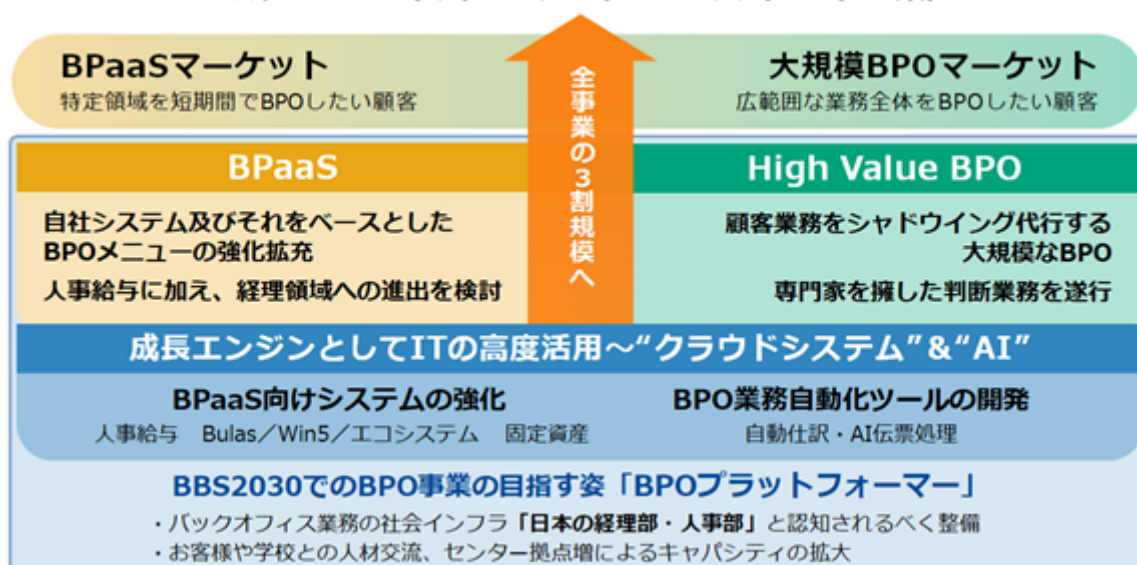 BPaaSマーケット
特定領域を短期間でBPOしたい顧客
大規模BPOマーケット
広範囲な業務全体をBPOしたい顧客
全事業の3割規模へ
BPaaS
自社システム及びそれをベースとした
BPOメニューの強化拡充
人事給与に加え、経理領域への進出を検討
High Value BPO
顧客業務をシャドウイング代行する
大規模なBPO
専門家を擁した判断業務を遂行
成長エンジンとしてITの高度活用～“クラウドシステム”&“AI”
BPaaS向けシステムの強化
人事給与 Bulas／Win5／エコシステム 固定資産
BPO業務自動化ツールの開発
自動仕訳・AI伝票処理
BBS2030でのBPO事業の目指す姿「BPOプラットフォーマー」
・バックオフィス業務の社会インフラ「日本の経理部・人事部」と認知されるべく整備
・お客様や学校との人材交流、センター拠点増によるキャパシティの拡大